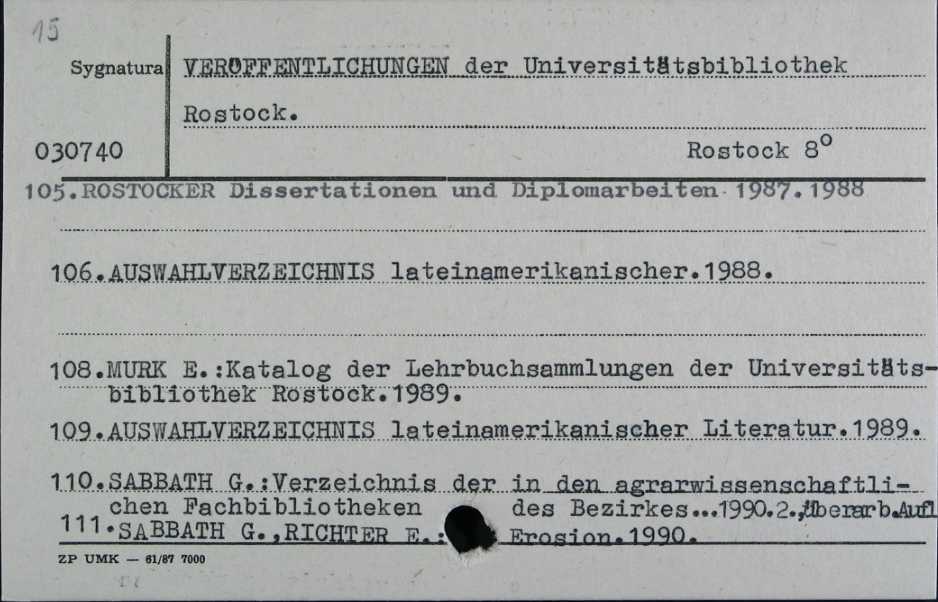 15
Sygnatura VERÖFFENTLICHUNGEN der Universitätsbibliothek
Rostock.
030740 Rostock 8º
105.ROSTOCKER Dissertationen und Diplomarbeiten 1987.1988
106.AUSWAHLVERZEICHNIS lateinamerikanischer.1988.
108.MURK E.:Katalog der Lehrbuchsammlungen der Universitäts-
bibliothek Rostock.1989.
109.AUSWAHLVERZEICHNIS lateinamerikanischer Literatur.1989.
110.SABBATH G.:Verzeichnis der in den agrarwissenschaftli-
chen Fachbibliotheken des Bezirkes...1990.2.,überarb.Aufl
111.SABBATH G.,RICHTER E.: Erosion.1990.
ZP UMK — 61/87 7000